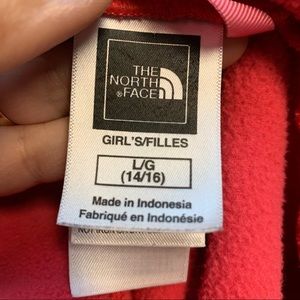 THE
NORTH
®FACE
GIRL'S/FILLES
L/G
(14/16)
Made in Indonesia
Fabriqué en Indonésie